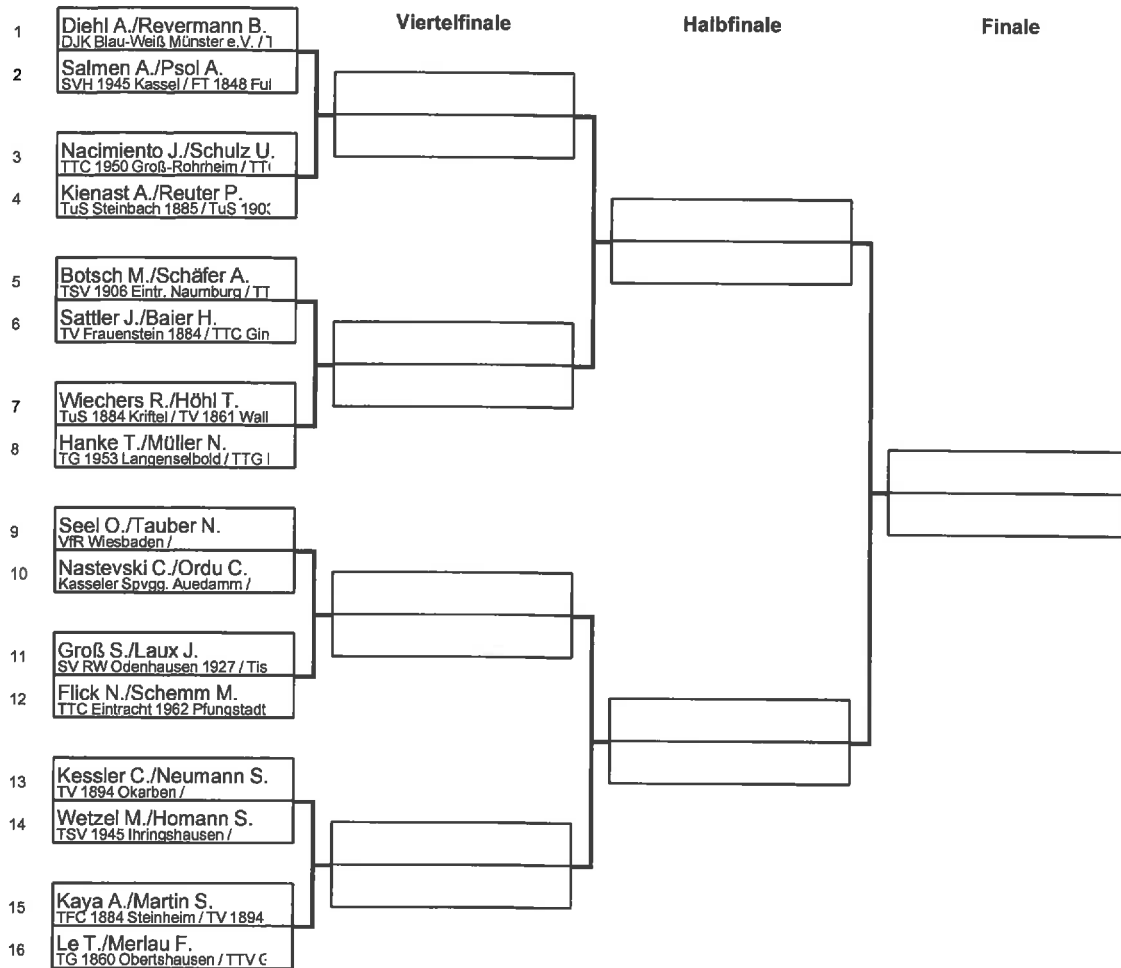 Viertelfinale Halbfinale Finale
1 Diehl A./Revermann B.
DJK Blau-Weiß Münster e.V. /
2 Salmen A./Psol A.
SVH 1945 Kassel / FT 1848 Ful
3 Nacimiento J./Schulz U.
TTC 1950 Groß-Rohrheim /
4 Kienast A./Reuter P.
TuS Steinbach 1885 / TuS
5 Botsch M./Schäfer A.
TSV 1906 Eintr. Naumburg / TT
6 Sattler J./Baier H.
TV Frauenstein 1884 / TTC Gin
7 Wiechers R./Höhl T.
TuS 1884 Kriftel / TV 1861 Wall
8 Hanke T./Müller N.
TG 1953 Langenselbold / TTG
9 Seel O./Tauber N.
VfR Wiesbaden /
10 Nastevski C./Ordu C.
Kasseler Spvgg. Auedamm /
11 Groß S./Laux J.
SV RW Odenhausen 1927 / Tis
12 Flick N./Schemm M.
TTC Eintracht 1962 Pfungstadt
13 Kessler C./Neumann S.
TV 1894 Okarben /
14 Wetzel M./Homann S.
TSV 1945 Ihringshausen /
15 Kaya A./Martin S.
TFC 1884 Steinheim / TV 1894
16 Le T./Merlau F.
TG 1860 Obertshausen / TTV